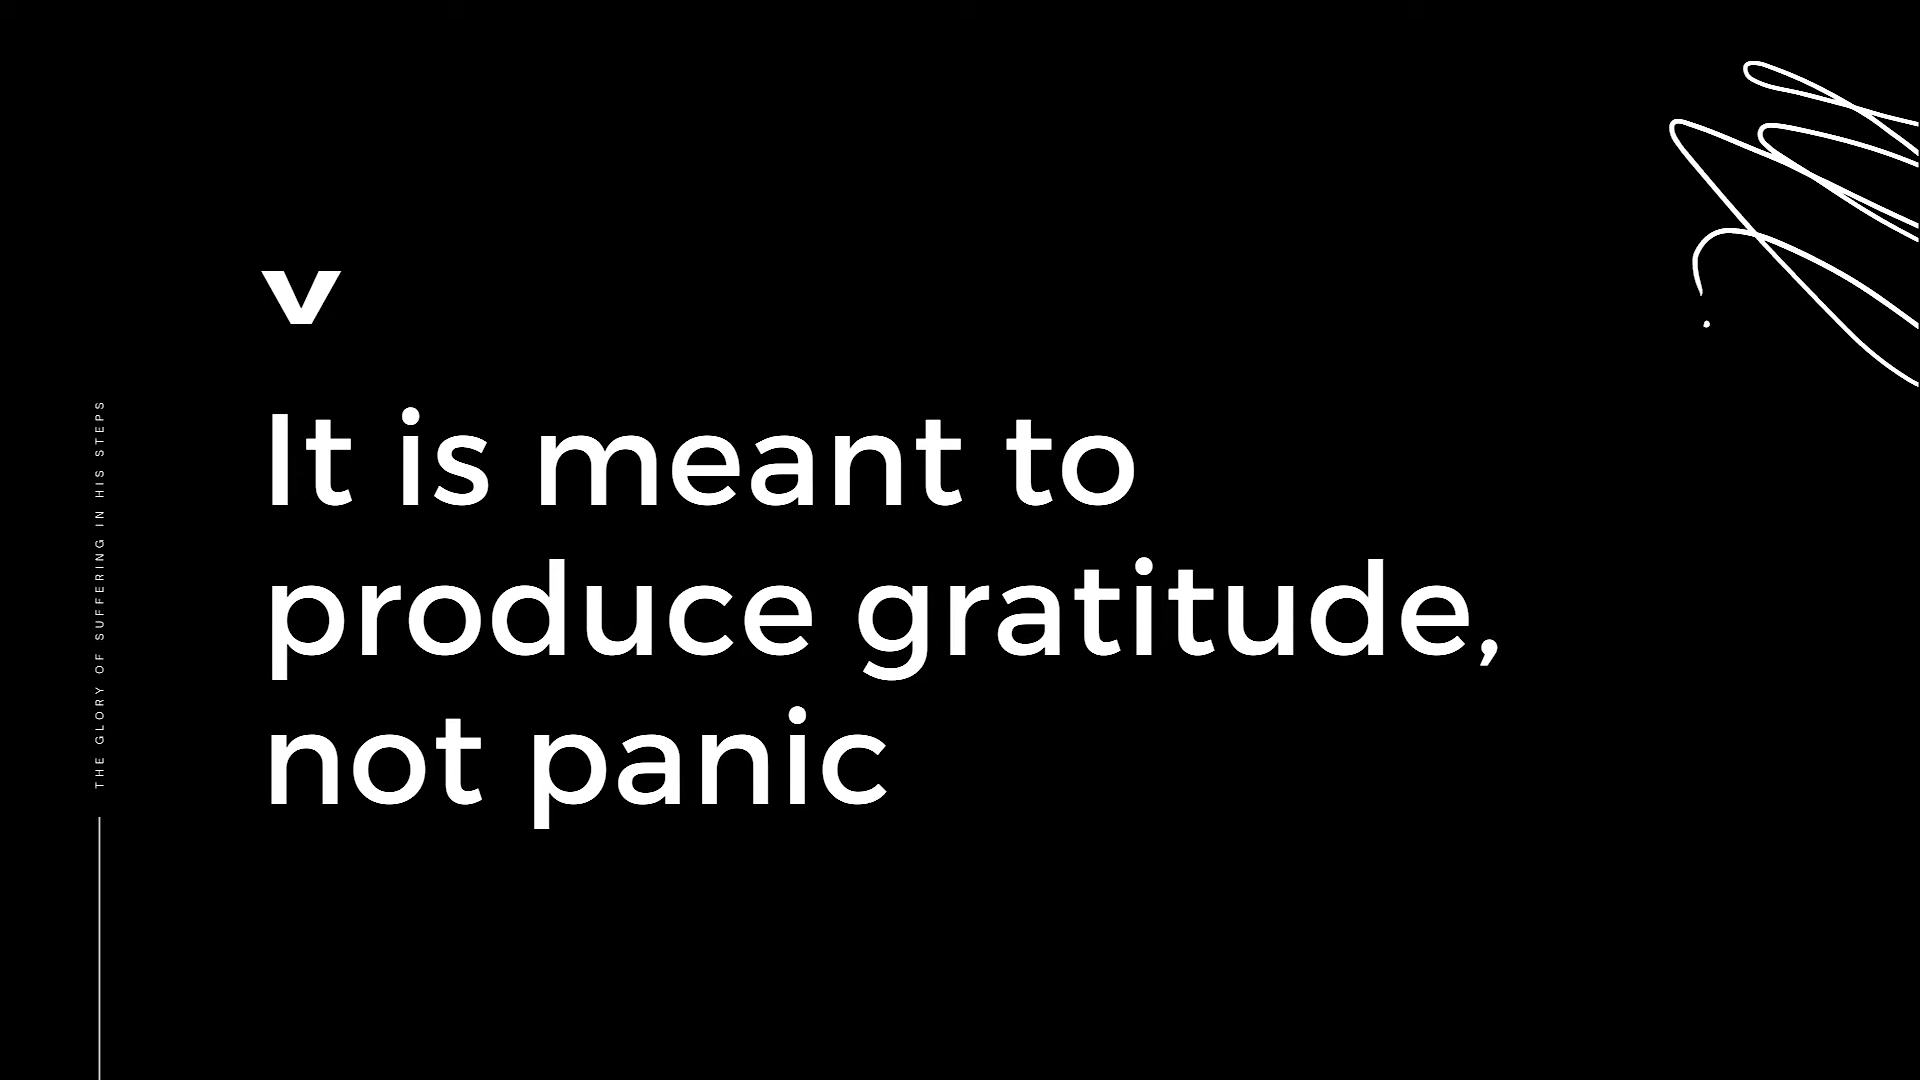 THE GLORY OF SUFFERING IN HIS STEPS
v
It is meant to
produce gratitude,
not panic